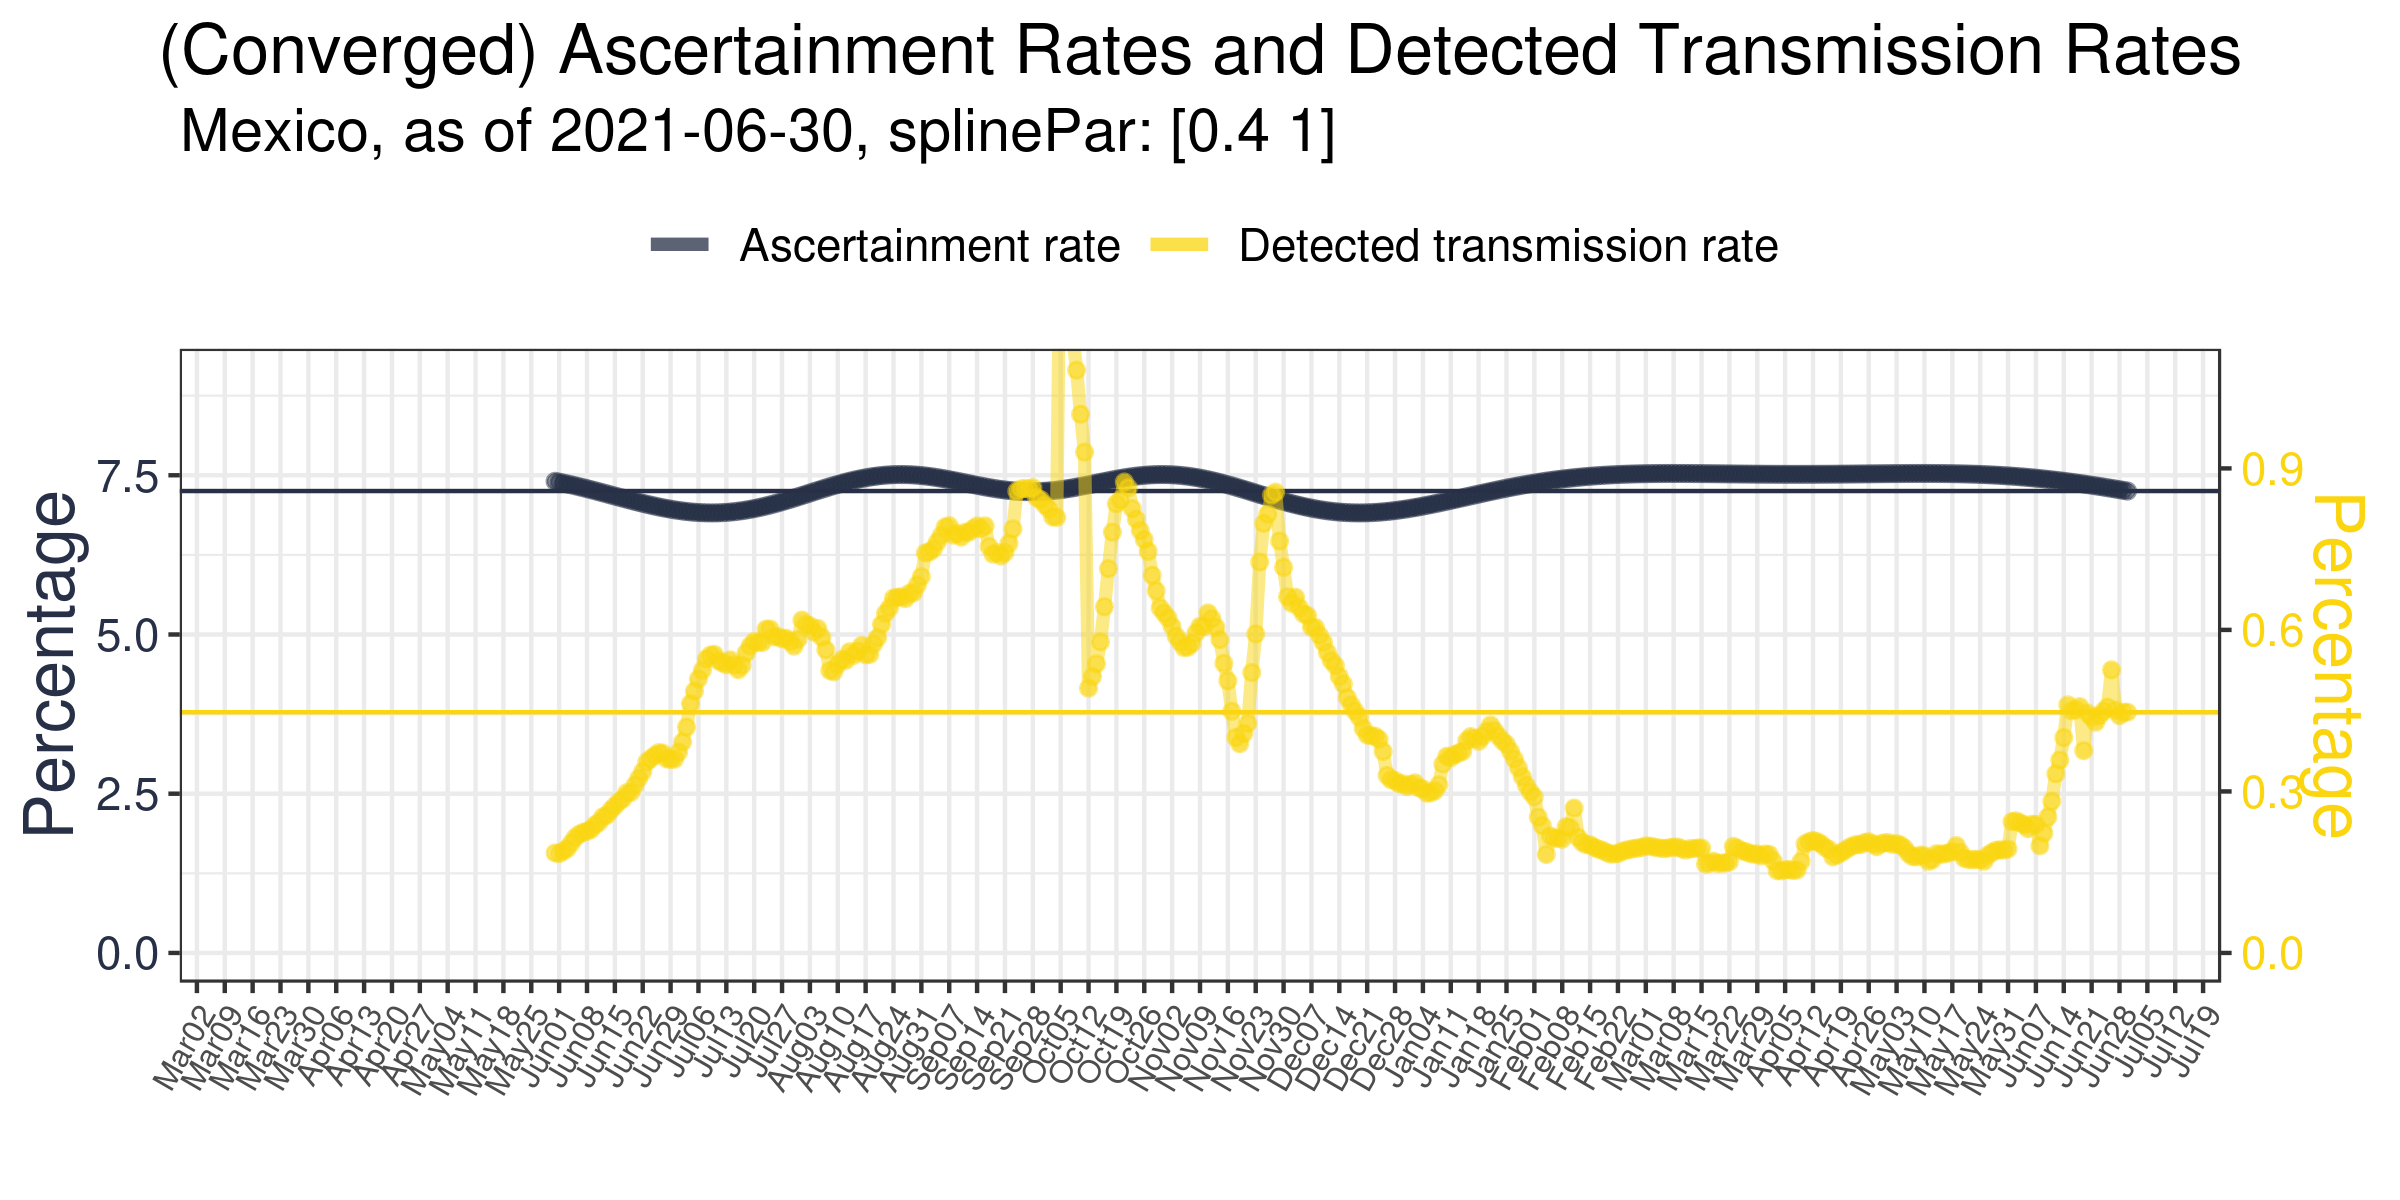 (Converged) Ascertainment Rates and Detected Transmission Rates
Mexico, as of 2021-06-30, splinePar: [0.4 1]
Ascertainment rate
Detected transmission rate
Percentage
7.5
5.0
2.5
0.0
0.9
0.6
0.3
0.0
Percentage
Mar02
Mar09
Mar16
Mar23
Mar30
Apr06
Apr13
Apr20
Apr27
May04
May11
May18
May25
Jun01
Jun08
Jun15
Jun22
Jun29
Jul06
Jul13
Jul20
Jul27
Aug03
Aug10
Aug17
Aug24
Aug31
Sep07
Sep14
Sep21
Sep28
Oct05
Oct12
Oct19
Oct26
Nov02
Nov09
Nov16
Nov23
Nov30
Dec07
Dec14
Dec21
Dec28
Jan04
Jan11
Jan18
Jan25
Feb01
Feb08
Feb15
Feb22
Mar01
Mar08
Mar15
Mar22
Mar29
Apr05
Apr12
Apr19
Apr26
May03
May10
May17
May24
May31
Jun07
Jun14
Jun21
Jun28
Jul05
Jul12
Jul19